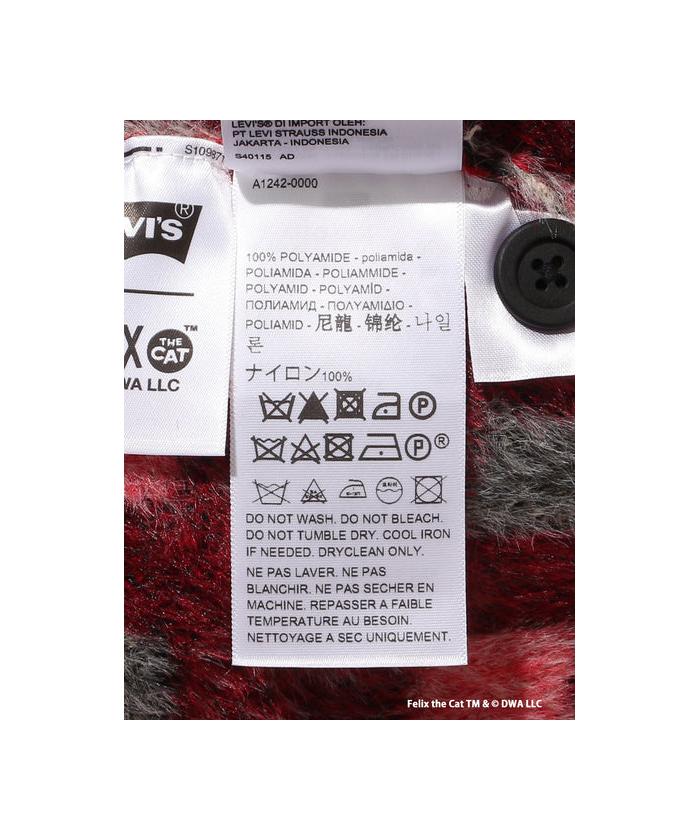 LEVI'S® DI IMPORT OLEH:
PT LEVI STRAUSS INDONESIA
JAKARTA - INDONESIA
S40115 AD
S10987
VI'S®
X THE CAT™
WA LLC
A1242-0000
100% POLYAMIDE - poliamida -
POLIAMIDA - POLIAMMIDE -
POLYAMID - POLYAMÏD -
ПОЛИАМИД - ΠΟΛΥΑΜΙΔΙΟ -
POLIAMID - 尼龍 - 锦纶 - 나일
론
ナイロン100%
P
P®
DO NOT WASH. DO NOT BLEACH.
DO NOT TUMBLE DRY. COOL IRON
IF NEEDED. DRYCLEAN ONLY.
NE PAS LAVER. NE PAS
BLANCHIR. NE PAS SECHER EN
MACHINE. REPASSER A FAIBLE
TEMPERATURE AU BESOIN.
NETTOYAGE A SEC UNIQUEMENT.
Felix the Cat TM & © DWA LLC